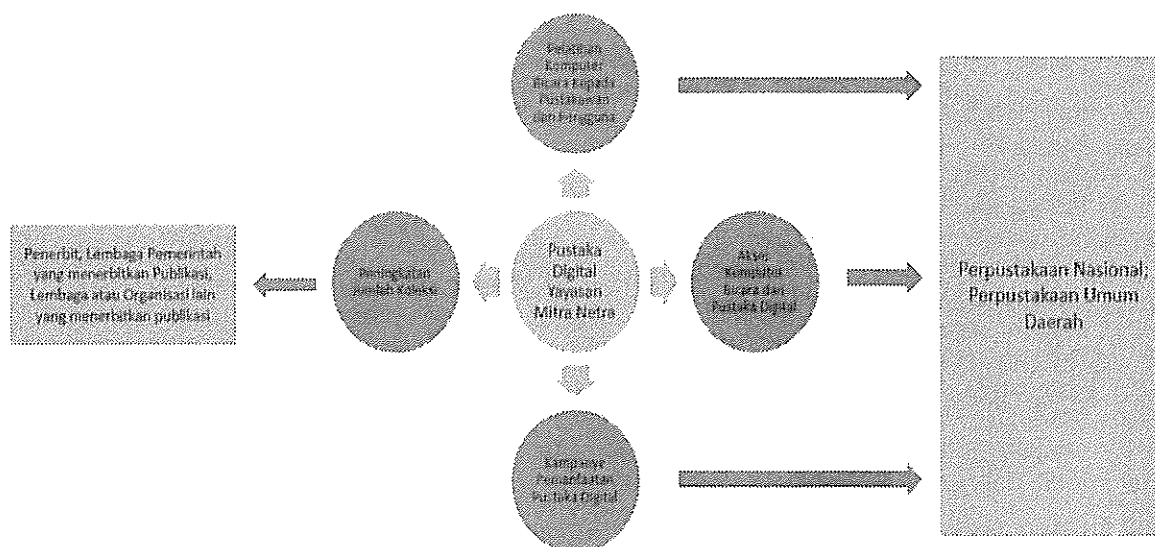 Pelatihan
Komputer
Bicara Kepada
Pustakawan
dan Pengguna
Penerbit, Lembaga Pemerintah
yang menerbitkan Publikasi,
Lembaga atau Organisasi lain
yang menerbitkan publikasi
Peningkatan
Jumlah Koleksi
Pustaka
Digital
Yayasan
Mitra Netra
Akses
Komputer
Bicara dan
Pustaka Digital
Perpustakaan Nasional;
Perpustakaan Umum
Daerah
Kampanye
Pemanfaatan
Pustaka Digital